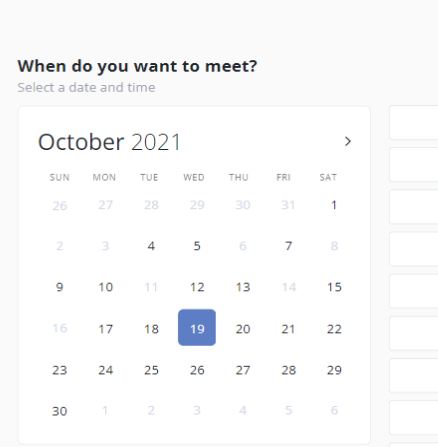 When do you want to meet?
Select a date and time
October 2021
SUN MON TUE WED THU FRI SAT
26 27 28 29 30 31 1
2 3 4 5 6 7 8
9 10 11 12 13 14 15
16 17 18 19 20 21 22
23 24 25 26 27 28 29
30 1 2 3 4 5 6